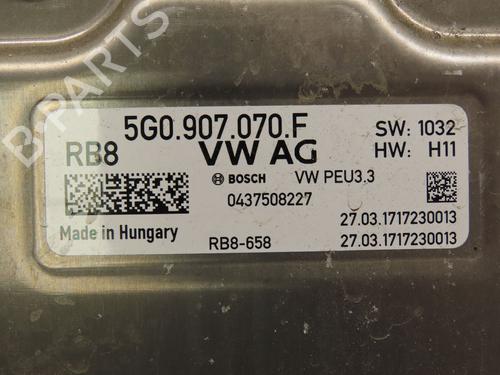 B-PARTS
5G0.907.070.F
SW: 1032
RB8 VW AG HW: H11
BOSCH VW PEU3.3
0437508227
27.03.1717230013
Made in Hungary RB8-658 27.03.1717230013